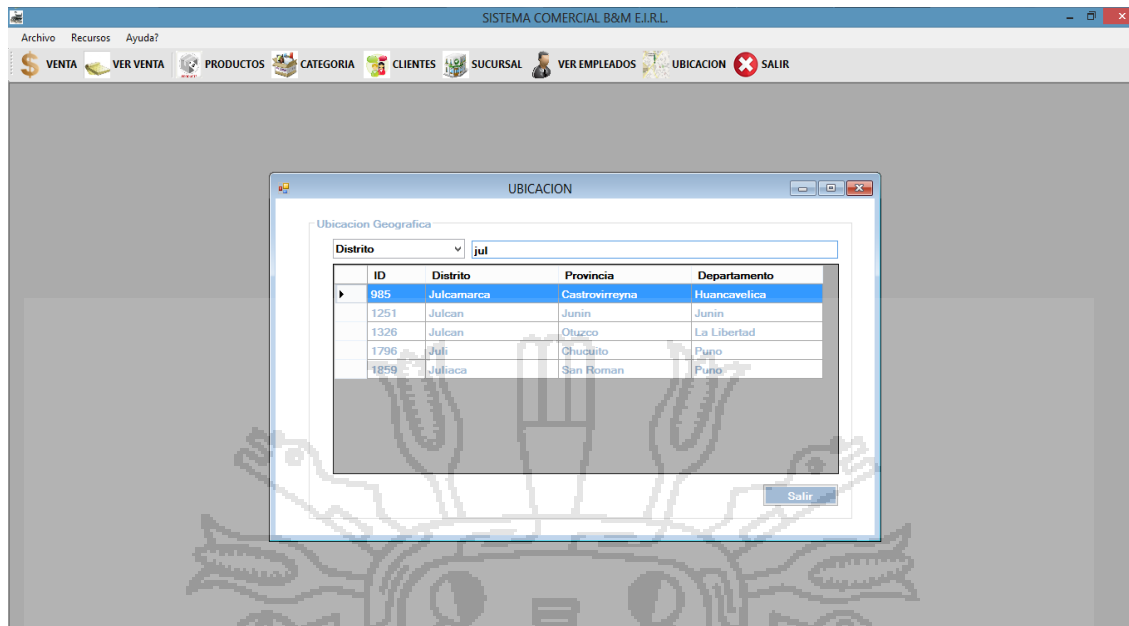 SISTEMA COMERCIAL B&M E.I.R.L.
Archivo Recursos Ayuda?
VENTA VER VENTA PRODUCTOS CATEGORIA CLIENTES SUCURSAL VER EMPLEADOS UBICACION SALIR
UBICACION
Ubicacion Geografica
Distrito jul
ID Distrito Provincia Departamento
985 Julcamarca Castrovirreyna Huancavelica
1251 Julcan Junin Junin
1326 Julcan Otuzco La Libertad
1796 Juli Chucuito Puno
1859 Juliaca San Roman Puno
Salir